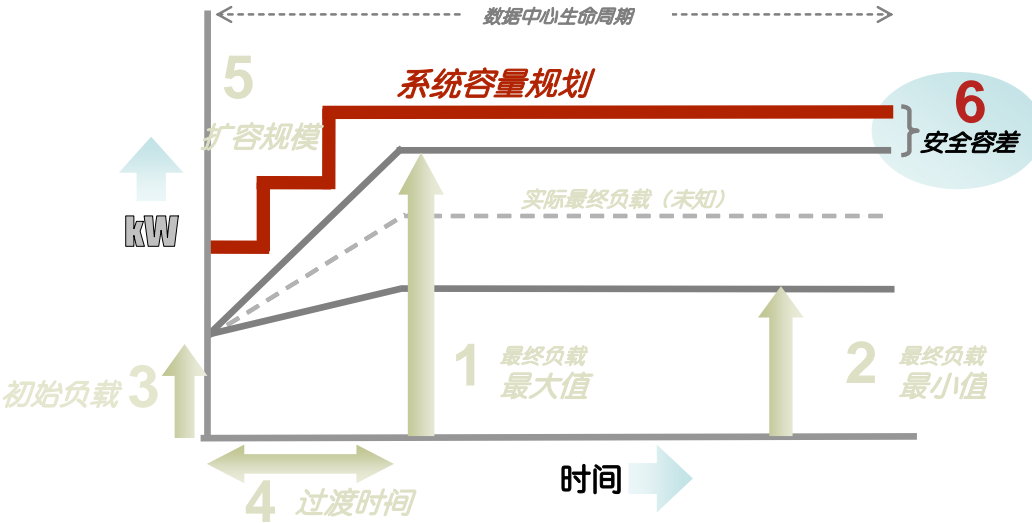 数据中心生命周期
5
系统容量规划
6
扩容规模
安全容差
实际最终负载（未知）
kW
1
最终负载
最大值
2
最终负载
最小值
初始负载
3
4
过渡时间
时间